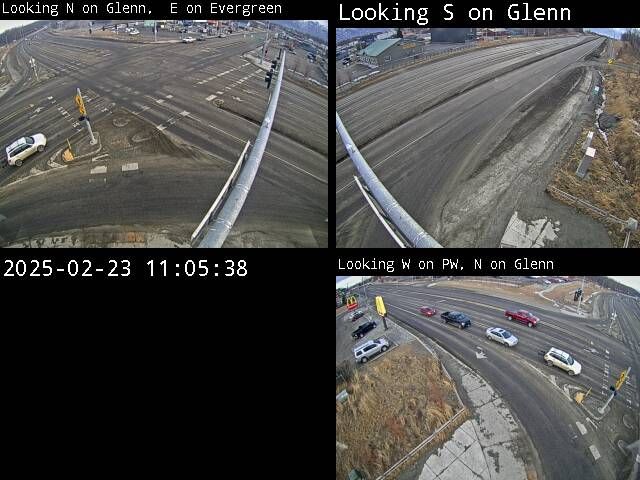 Looking N on Glenn, E on Evergreen
Looking S on Glenn
2025-02-23 11:05:38
Looking W on PW, N on Glenn